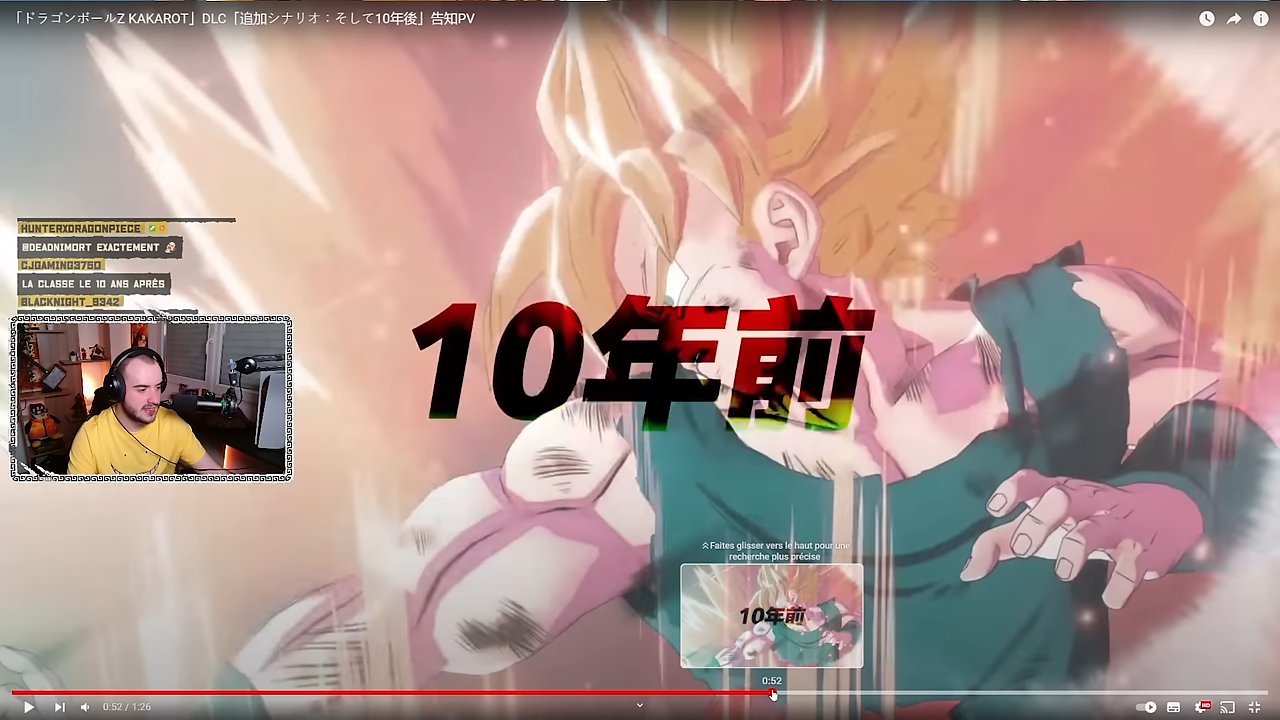 「ドラゴンボールZ KAKAROT」DLC「追加シナリオ：そして10年後」告知PV
HUNTERXDRAGONPIECE
@DEADNIMORT EXACTEMENT
CJGAMING9750
LA CLASSE LE 10 ANS APRÈS
BLACKNIGHT_9342
10年前
Faites glisser vers le haut pour une
recherche plus précise
10年前
0:52
0:52 / 1:26
HD